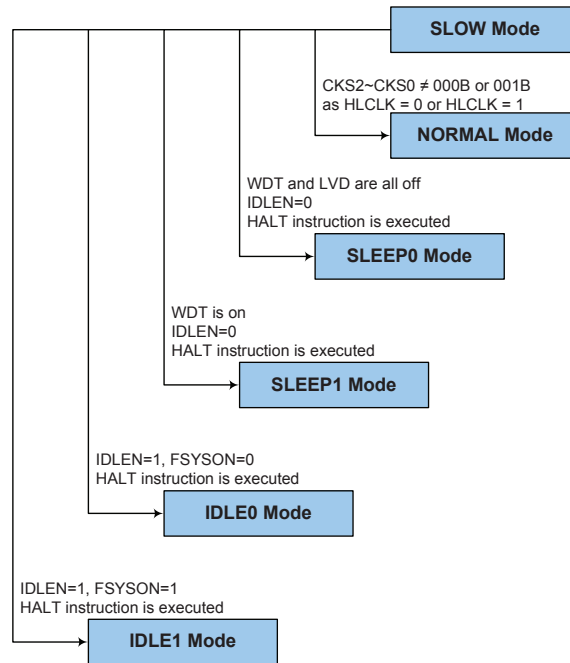 SLOW Mode
CKS2~CKS0 ≠ 000B or 001B
as HLCLK = 0 or HLCLK = 1
NORMAL Mode
WDT and LVD are all off
IDLEN=0
HALT instruction is executed
SLEEP0 Mode
WDT is on
IDLEN=0
HALT instruction is executed
SLEEP1 Mode
IDLEN=1, FSYSON=0
HALT instruction is executed
IDLE0 Mode
IDLEN=1, FSYSON=1
HALT instruction is executed
IDLE1 Mode